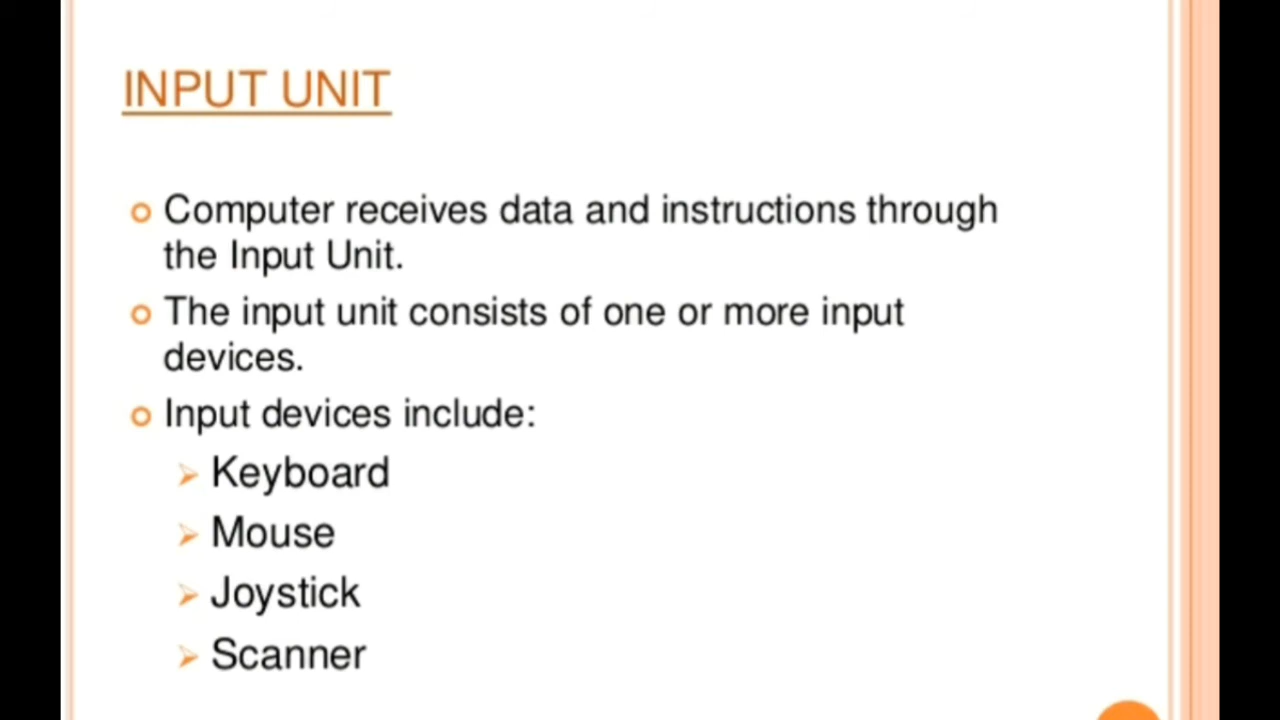 INPUT UNIT
Computer receives data and instructions through
the Input Unit.
The input unit consists of one or more input
devices.
Input devices include:
Keyboard
Mouse
Joystick
Scanner